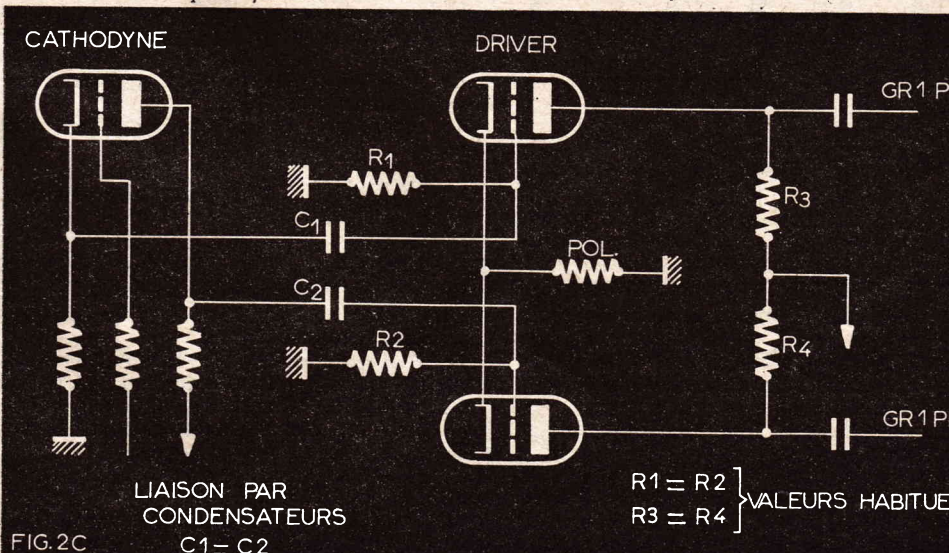 CATHODYNE
DRIVER
GR1 P
R1
R3
C1
POL.
C2
R2
R4
GR1 P
LIAISON PAR
CONDENSATEURS
C1 – C2
R1 = R2
R3 = R4
VALEURS HABITUE
FIG. 2C